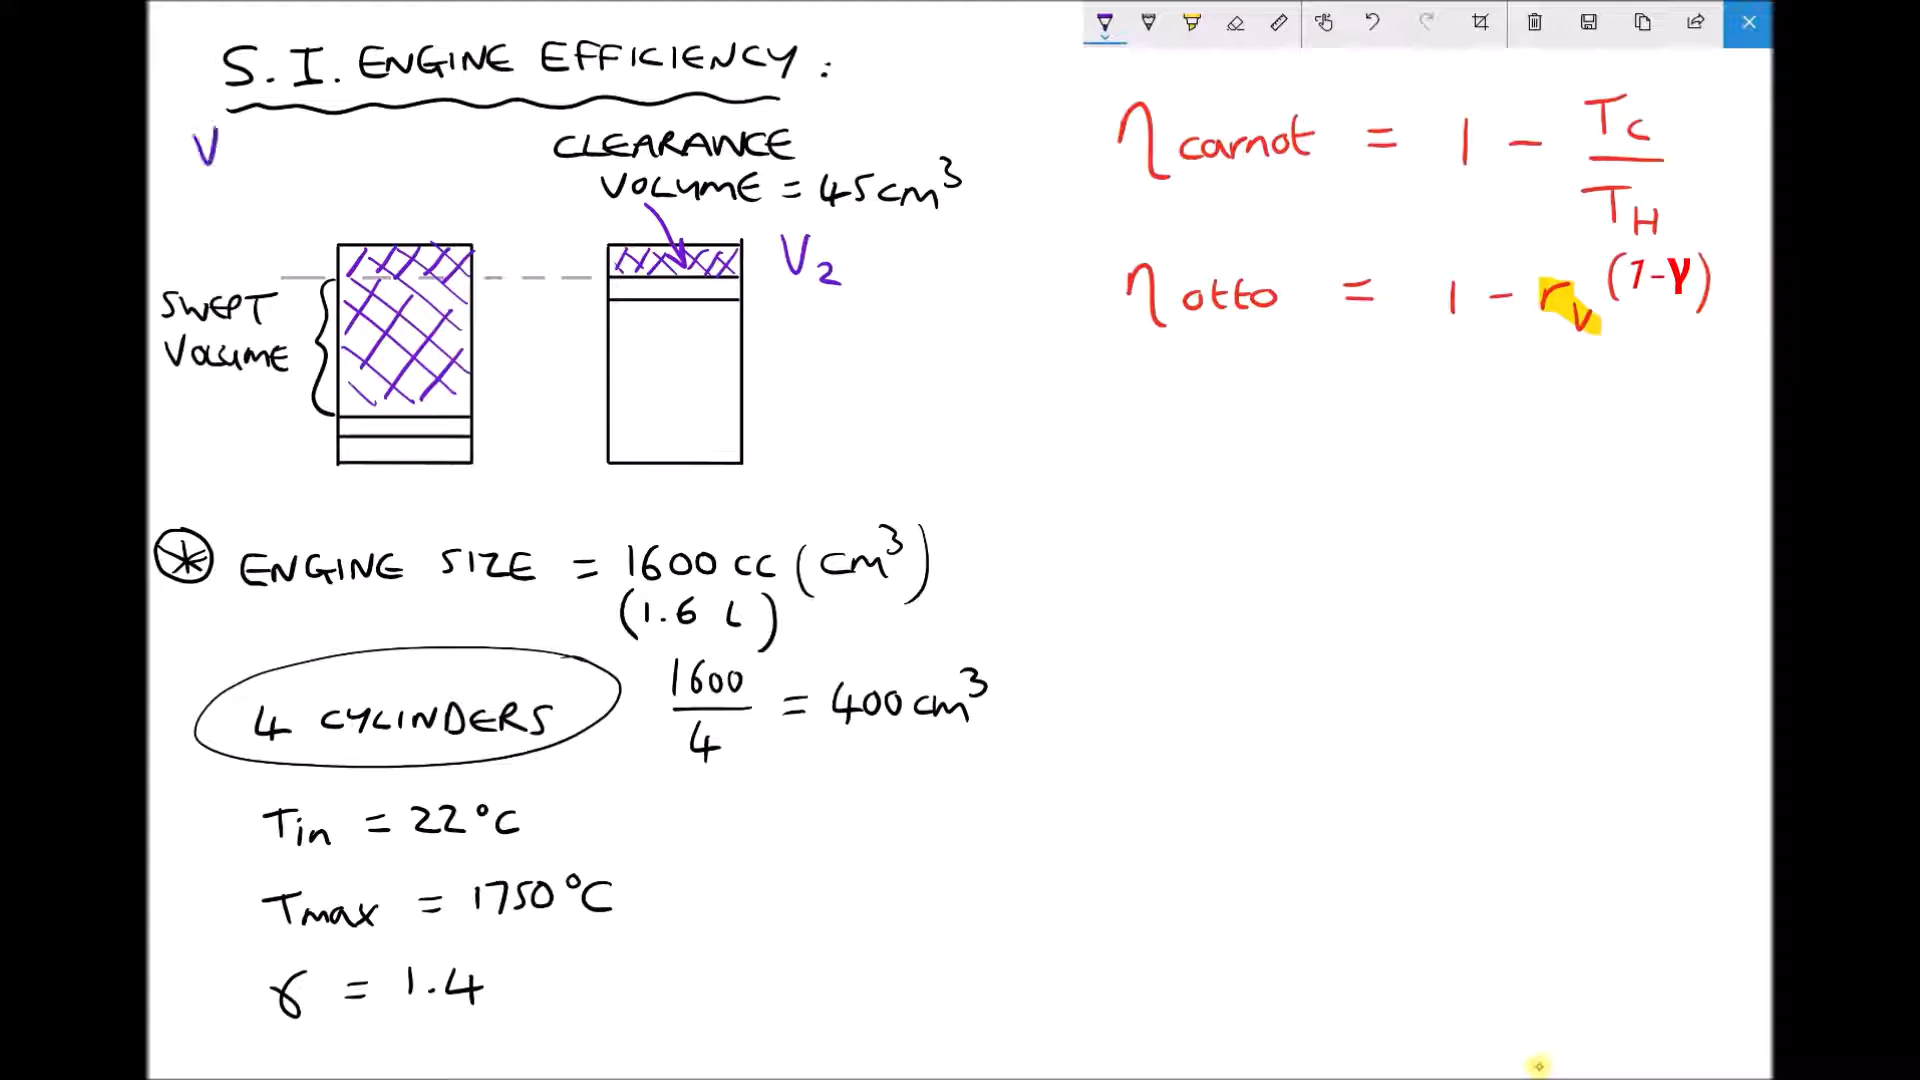 S.I. ENGINE EFFICIENCY :
V
CLEARANCE
VOLUME = 45cm³
V₂
SWEPT
VOLUME
ENGINE SIZE = 1600 cc (cm³)
(1.6 L)
4 CYLINDERS
1600
4
= 400 cm³
Tin = 22°C
Tmax = 1750°C
γ = 1.4
η carnot = 1 - TC / TH
η otto = 1 - rv (1-γ)